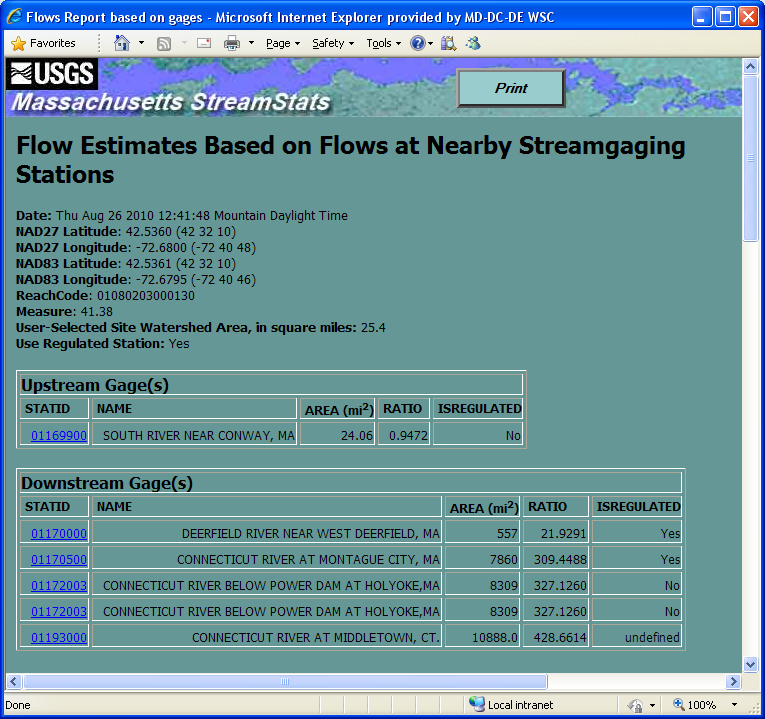 Flows Report based on gages - Microsoft Internet Explorer provided by MD-DC-DE WSC
Favorites Page Safety Tools
USGS
Massachusetts StreamStats
Print
Flow Estimates Based on Flows at Nearby Streamgaging
Stations
Date: Thu Aug 26 2010 12:41:48 Mountain Daylight Time
NAD27 Latitude: 42.5360 (42 32 10)
NAD27 Longitude: -72.6800 (-72 40 48)
NAD83 Latitude: 42.5361 (42 32 10)
NAD83 Longitude: -72.6795 (-72 40 46)
ReachCode: 01080203000130
Measure: 41.38
User-Selected Site Watershed Area, in square miles: 25.4
Use Regulated Station: Yes
Upstream Gage(s)
STATID NAME AREA (mi²) RATIO ISREGULATED
01169900 SOUTH RIVER NEAR CONWAY, MA 24.06 0.9472 No
Downstream Gage(s)
STATID NAME AREA (mi²) RATIO ISREGULATED
01170000 DEERFIELD RIVER NEAR WEST DEERFIELD, MA 557 21.9291 Yes
01170500 CONNECTICUT RIVER AT MONTAGUE CITY, MA 7860 309.4488 Yes
01172003 CONNECTICUT RIVER BELOW POWER DAM AT HOLYOKE,MA 8309 327.1260 No
01172003 CONNECTICUT RIVER BELOW POWER DAM AT HOLYOKE,MA 8309 327.1260 No
01193000 CONNECTICUT RIVER AT MIDDLETOWN, CT. 10888.0 428.6614 undefined
Done Local intranet 100%